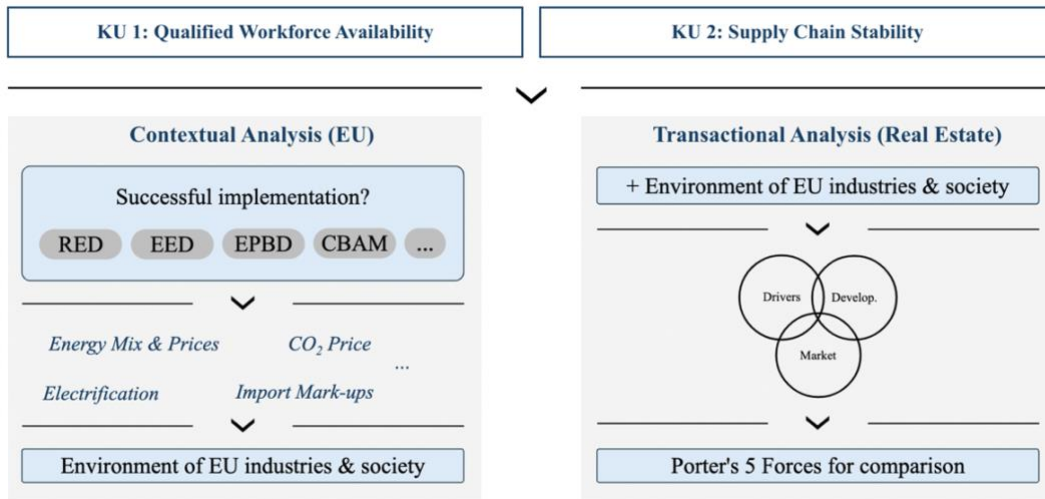 KU 1: Qualified Workforce Availability
KU 2: Supply Chain Stability
Contextual Analysis (EU)
Successful implementation?
RED
EED
EPBD
CBAM
...
Energy Mix & Prices
CO₂ Price
...
Electrification
Import Mark-ups
Environment of EU industries & society
Transactional Analysis (Real Estate)
+ Environment of EU industries & society
Drivers
Develop.
Market
Porter's 5 Forces for comparison